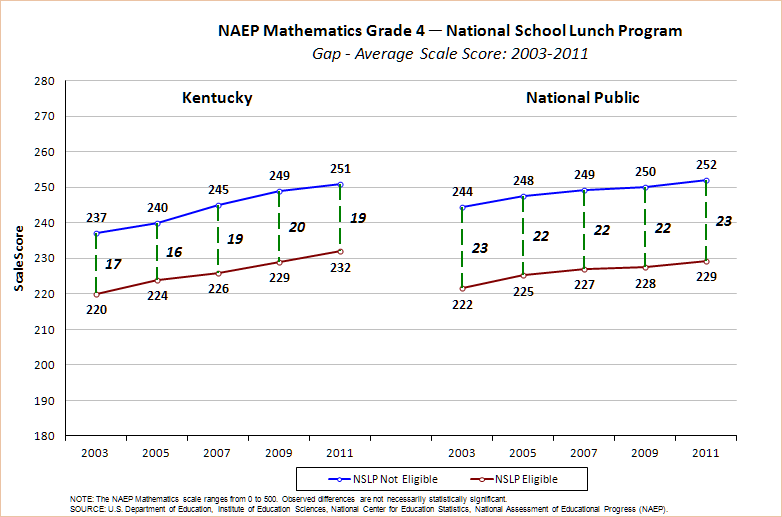 NAEP Mathematics Grade 4 — National School Lunch Program
Gap - Average Scale Score: 2003-2011
280
270
260
250
240
230
220
210
200
190
180
Scale Score
Kentucky
National Public
237 240 245 249 251
17 16 19 20 19
220 224 226 229 232
244 248 249 250 252
23 22 22 22 23
222 225 227 228 229
2003 2005 2007 2009 2011 2003 2005 2007 2009 2011
NSLP Not Eligible NSLP Eligible
NOTE: The NAEP Mathematics scale ranges from 0 to 500. Observed differences are not necessarily statistically significant.
SOURCE: U.S. Department of Education, Institute of Education Sciences, National Center for Education Statistics, National Assessment of Educational Progress (NAEP).